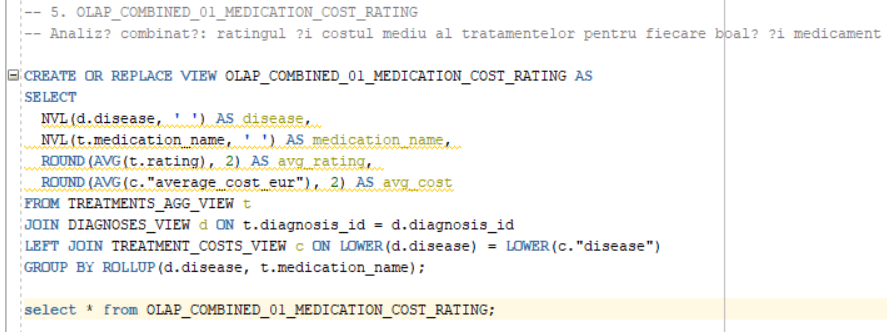 -- 5. OLAP_COMBINED_01_MEDICATION_COST_RATING
-- Analiz? combinat?: ratingul ?i costul mediu al tratamentelor pentru fiecare boal? ?i medicament
CREATE OR REPLACE VIEW OLAP_COMBINED_01_MEDICATION_COST_RATING AS
SELECT
NVL(d.disease, ' ') AS disease,
NVL(t.medication_name, ' ') AS medication_name,
ROUND(AVG(t.rating), 2) AS avg_rating,
ROUND(AVG(c."average_cost_eur"), 2) AS avg_cost
FROM TREATMENTS_AGG_VIEW t
JOIN DIAGNOSES_VIEW d ON t.diagnosis_id = d.diagnosis_id
LEFT JOIN TREATMENT_COSTS_VIEW c ON LOWER(d.disease) = LOWER(c."disease")
GROUP BY ROLLUP(d.disease, t.medication_name);
select * from OLAP_COMBINED_01_MEDICATION_COST_RATING;